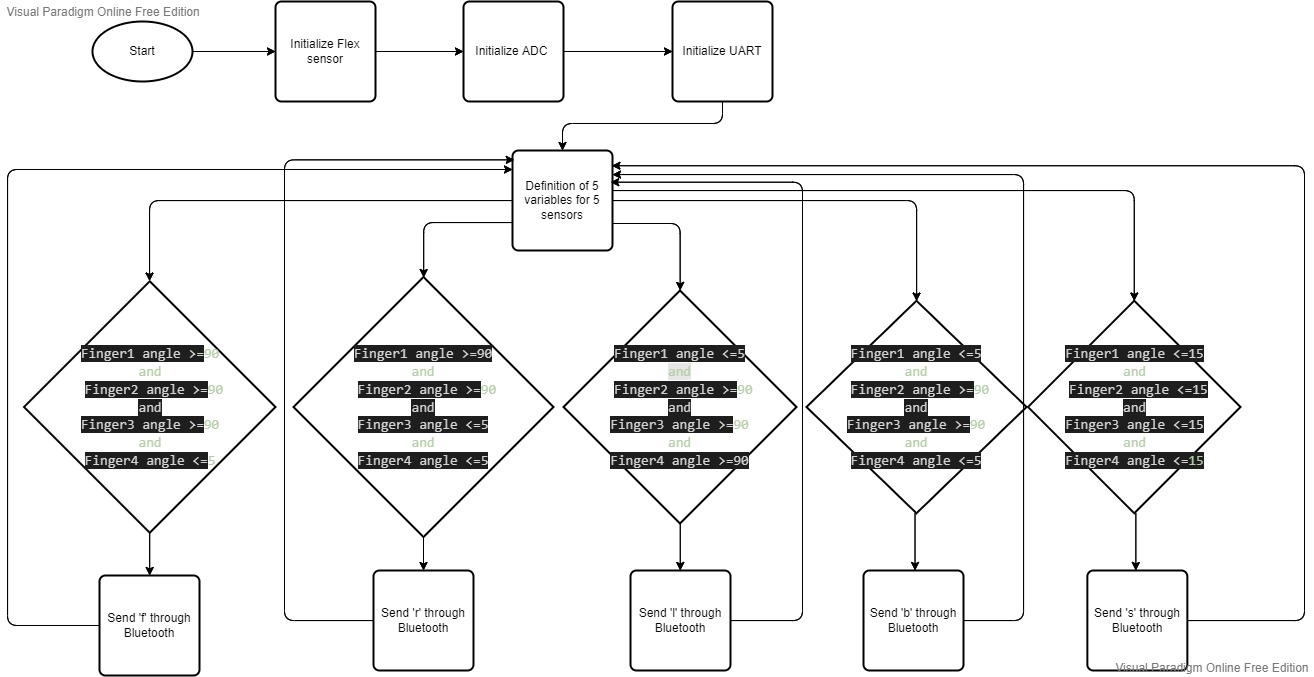 Visual Paradigm Online Free Edition
Start
Initialize Flex
sensor
Initialize ADC
Initialize UART
Definition of 5
variables for 5
sensors
Finger1 angle >=90
and
Finger2 angle >=90
and
Finger3 angle >=90
and
Finger4 angle <=5
Finger1 angle >=90
and
Finger2 angle >=90
and
Finger3 angle <=5
and
Finger4 angle <=5
Finger1 angle <=5
and
Finger2 angle >=90
and
Finger3 angle >=90
and
Finger4 angle >=90
Finger1 angle <=5
and
Finger2 angle >=90
and
Finger3 angle >=90
and
Finger4 angle <=5
Finger1 angle <=15
and
Finger2 angle <=15
and
Finger3 angle <=15
and
Finger4 angle <=15
Send 'f' through
Bluetooth
Send 'r' through
Bluetooth
Send 'l' through
Bluetooth
Send 'b' through
Bluetooth
Send 's' through
Bluetooth
Visual Paradigm Online Free Edition